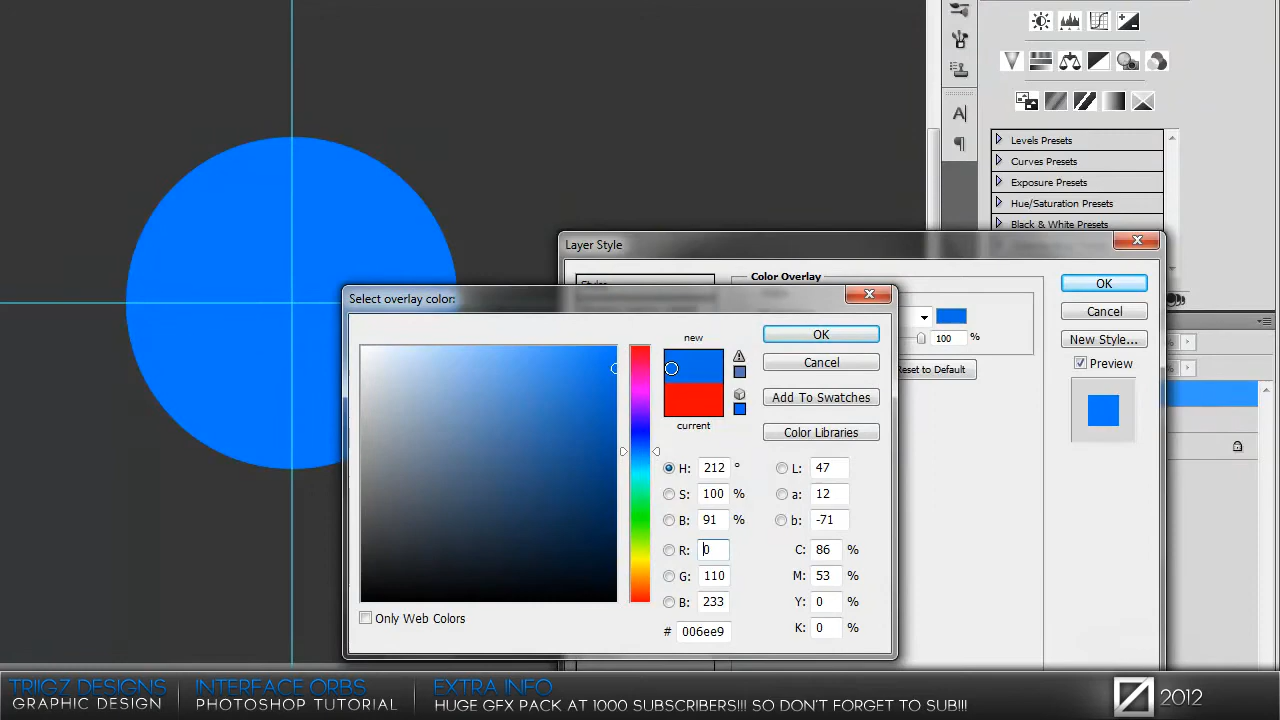 Levels Presets
Curves Presets
Exposure Presets
Hue/Saturation Presets
Black & White Presets
Layer Style
Color Overlay
100 %
Reset to Default
OK
Cancel
New Style...
Preview
Select overlay color:
new
current
OK
Cancel
Add To Swatches
Color Libraries
H: 212 °
S: 100 %
B: 91 %
R: 0
G: 110
B: 233
# 006ee9
L: 47
a: 12
b: -71
C: 86 %
M: 53 %
Y: 0 %
K: 0 %
Only Web Colors
TRIIGZ DESIGNS
GRAPHIC DESIGN
INTERFACE ORBS
PHOTOSHOP TUTORIAL
EXTRA INFO
HUGE GFX PACK AT 1000 SUBSCRIBERS!!! SO DON'T FORGET TO SUB!!!
2012